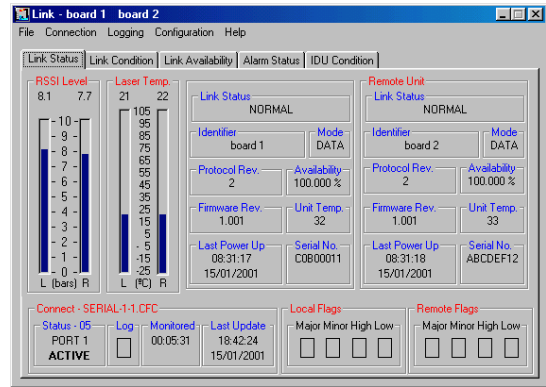 Link - board 1 board 2
File Connection Logging Configuration Help
Link Status Link Condition Link Availability Alarm Status IDU Condition
RSSI Level
8.1 7.7
10
9
8
7
6
5
4
3
2
1
0
L (bars) R
Laser Temp.
21 22
105
95
85
75
65
55
45
35
25
15
5
- 5
-15
-25
L (ºC) R
Link Status
NORMAL
Identifier
board 1
Mode
DATA
Protocol Rev.
2
Availability
100.000 %
Firmware Rev.
1.001
Unit Temp.
32
Last Power Up
08:31:17
15/01/2001
Serial No.
C0B00011
Remote Unit
Link Status
NORMAL
Identifier
board 2
Mode
DATA
Protocol Rev.
2
Availability
100.000 %
Firmware Rev.
1.001
Unit Temp.
33
Last Power Up
08:31:18
15/01/2001
Serial No.
ABCDEF12
Connect - SERIAL-1-1.CFC
Status - 05
PORT 1
ACTIVE
Log
Monitored
00:05:31
Last Update
18:42:24
15/01/2001
Local Flags
Major Minor High Low
Remote Flags
Major Minor High Low